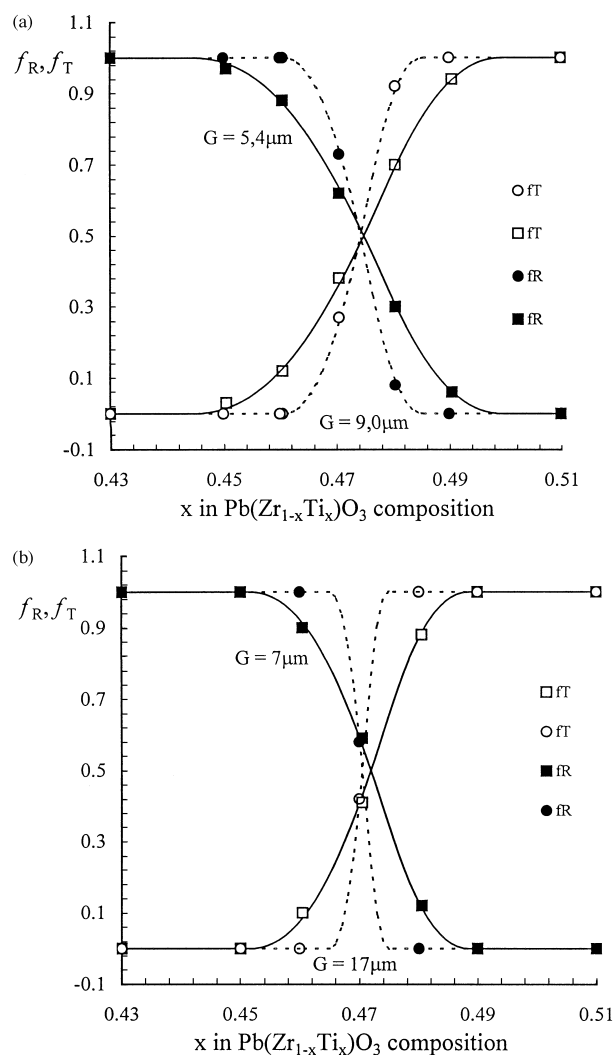 (a)
1.1
f_R, f_T
0.9
0.7
0.5
0.3
0.1
-0.1
G = 5,4µm
fT
fT
fR
fR
G = 9,0µm
0.43 0.45 0.47 0.49 0.51
x in Pb(Zr₁₋ₓTiₓ)O₃ composition
(b)
1.1
f_R, f_T
0.9
0.7
0.5
0.3
0.1
-0.1
G = 7µm
fT
fT
fR
fR
G = 17µm
0.43 0.45 0.47 0.49 0.51
x in Pb(Zr₁₋ₓTiₓ)O₃ composition